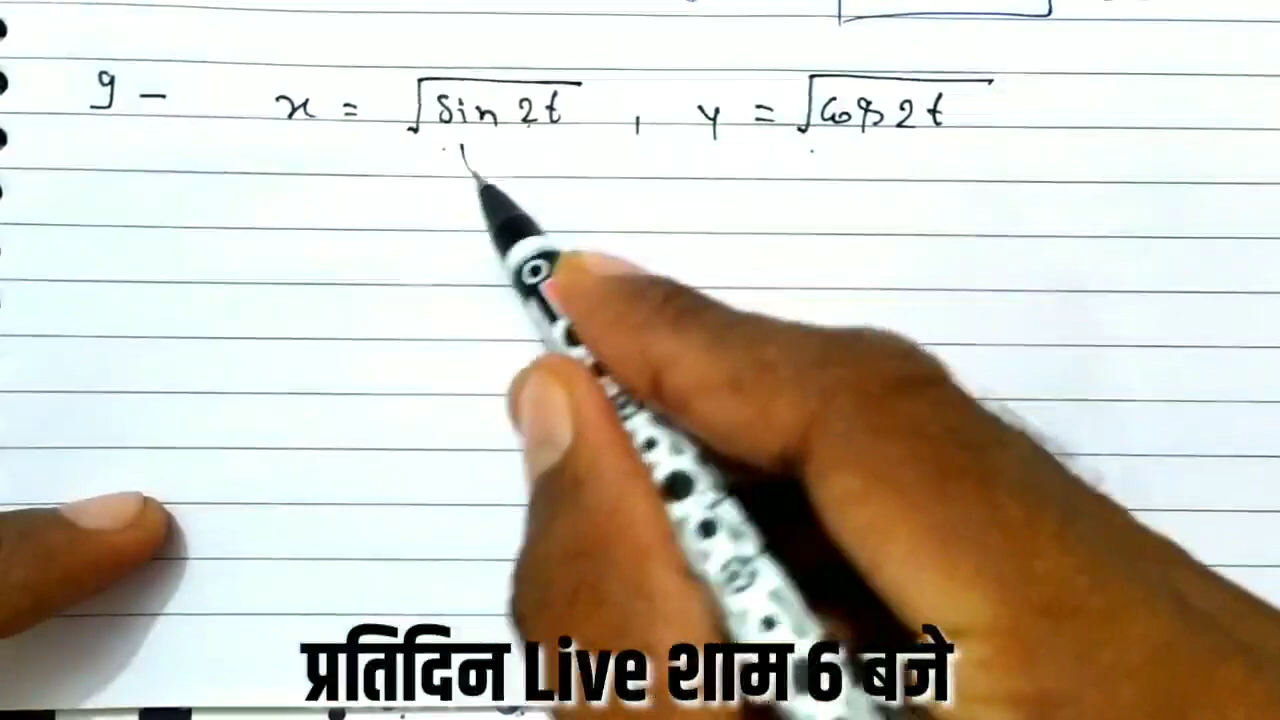 9 - x = √sin 2t , y = √cos 2t
प्रतिदिन Live शाम 6 बजे